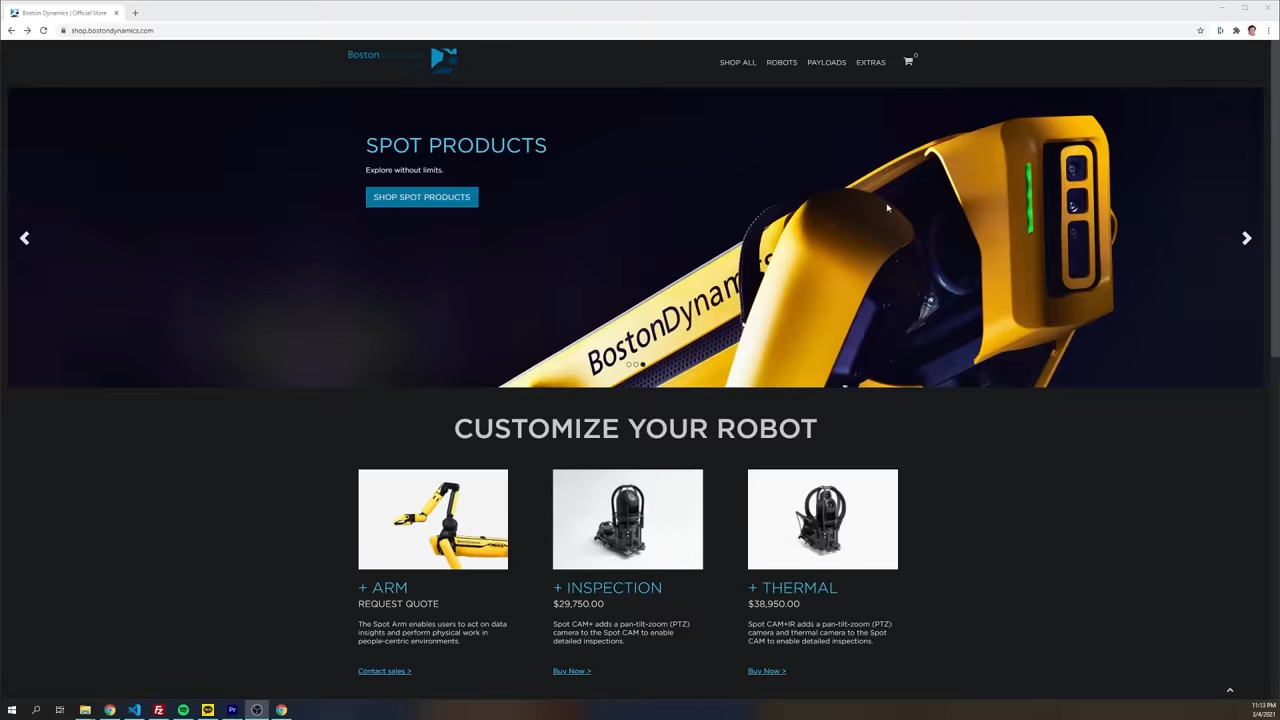 Boston Dynamics | Official Store
shop.bostondynamics.com
Boston
SHOP ALL ROBOTS PAYLOADS EXTRAS 0
SPOT PRODUCTS
Explore without limits.
SHOP SPOT PRODUCTS
BostonDynam
CUSTOMIZE YOUR ROBOT
+ ARM
REQUEST QUOTE
The Spot Arm enables users to act on data
insights and perform physical work in
people-centric environments.
Contact sales >
+ INSPECTION
$29,750.00
Spot CAM+ adds a pan-tilt-zoom (PTZ)
camera to the Spot CAM to enable
detailed inspections.
Buy Now >
+ THERMAL
$38,950.00
Spot CAM+IR adds a pan-tilt-zoom (PTZ)
camera and thermal camera to the Spot
CAM to enable detailed inspections.
Buy Now >
11:13 PM
3/4/2021